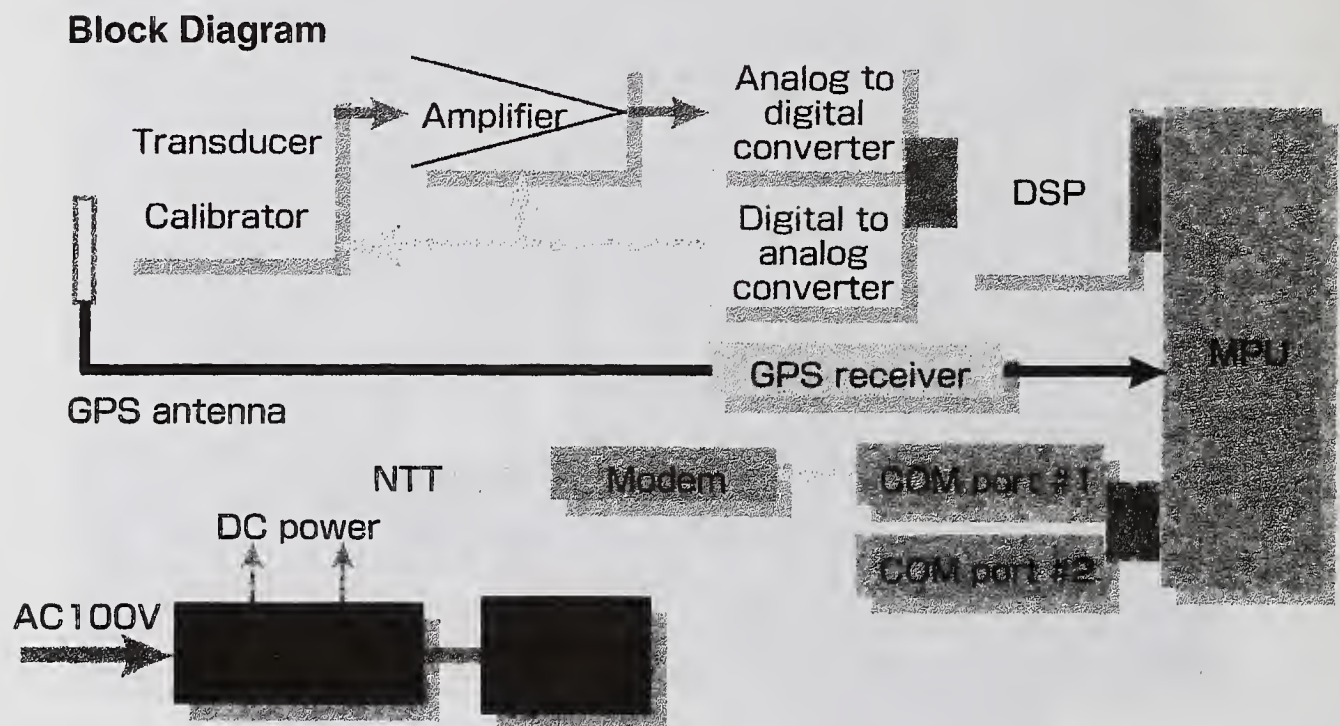 Block Diagram
Transducer
Calibrator
Amplifier
Analog to
digital
converter
Digital to
analog
converter
DSP
MPU
GPS receiver
GPS antenna
NTT
Modem
COM port #1
COM port #2
DC power
AC100V